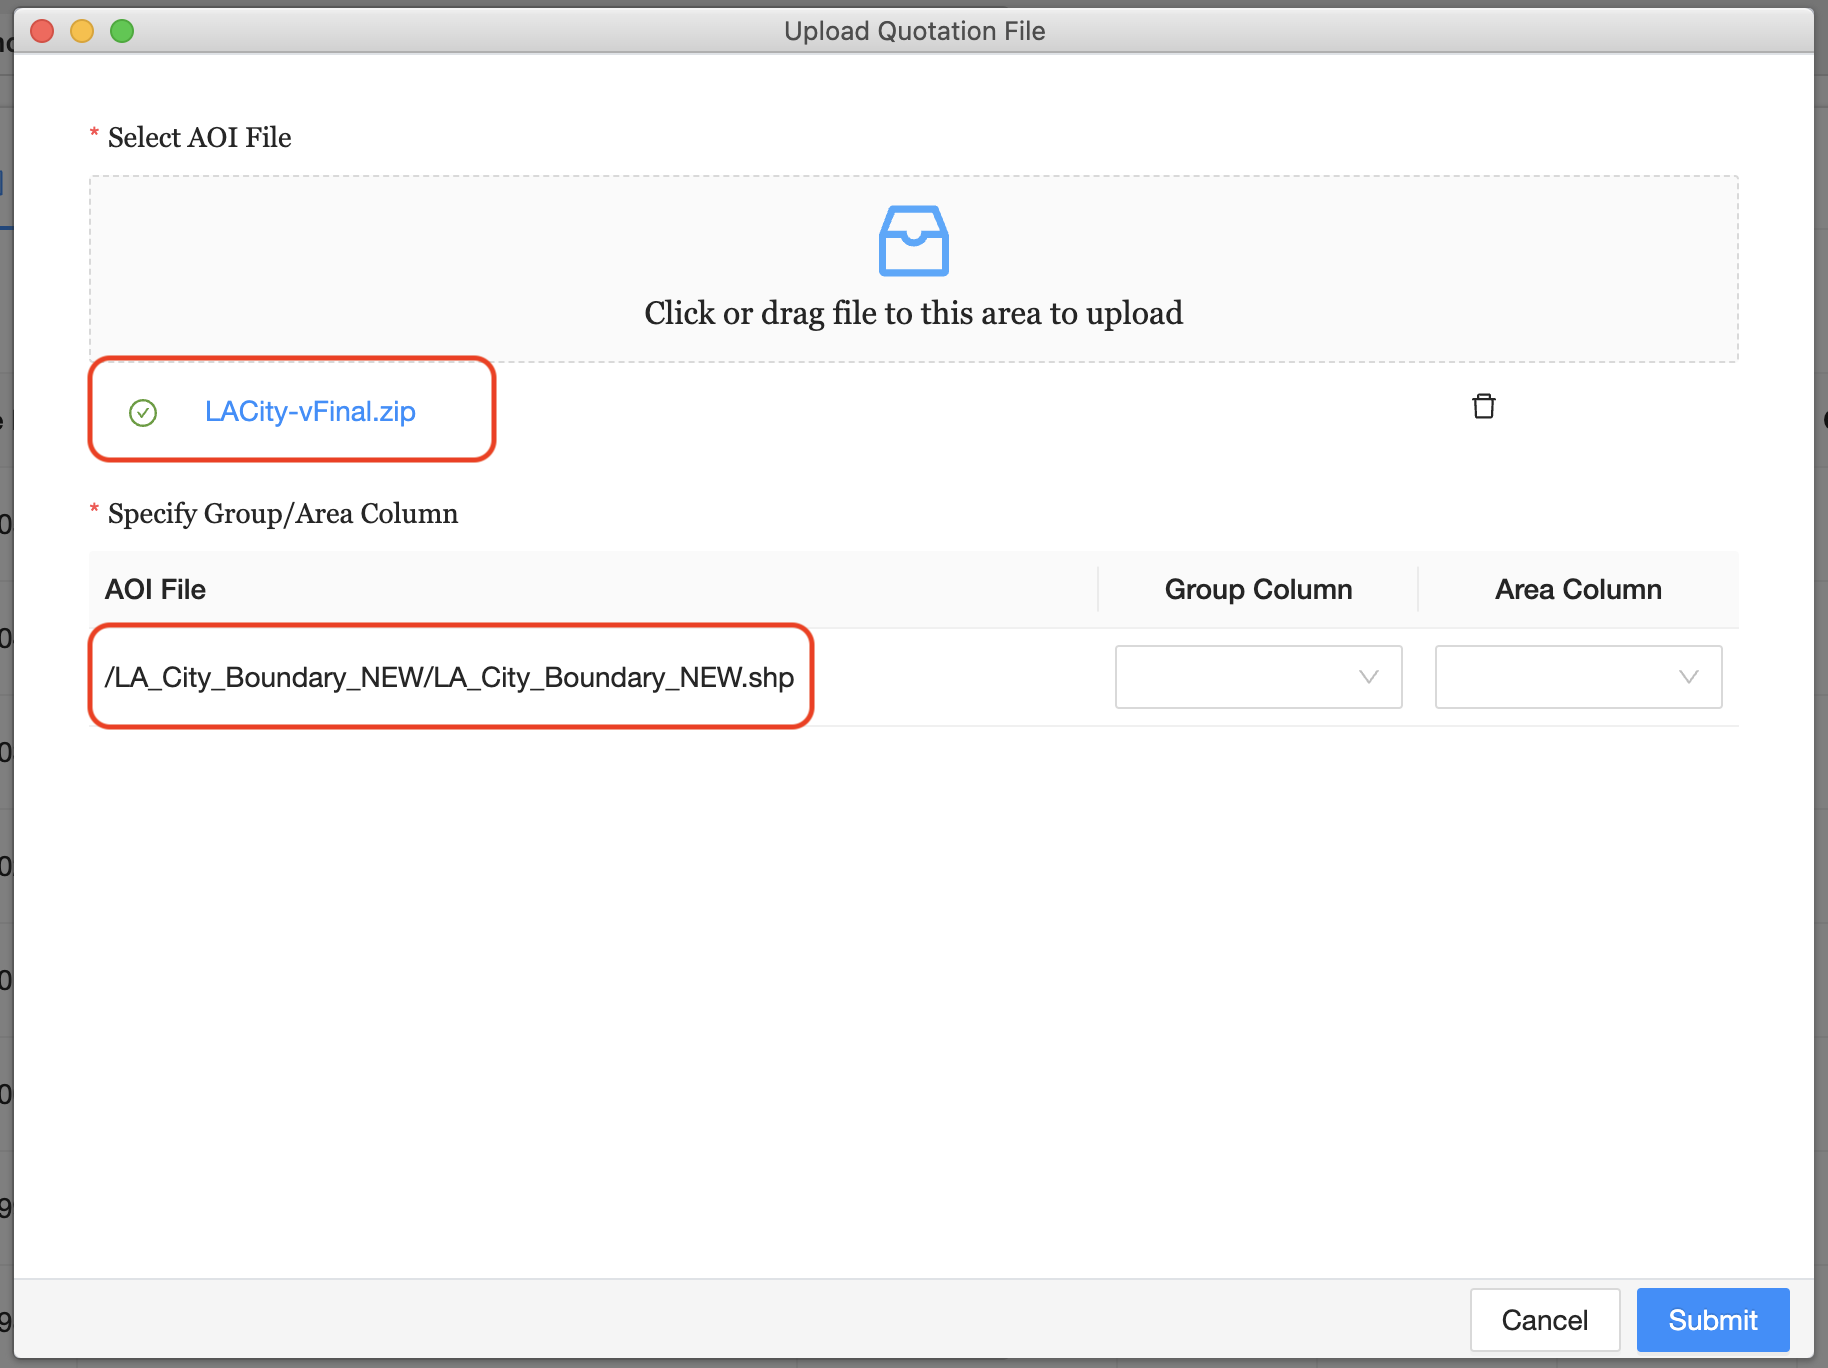 Upload Quotation File
* Select AOI File
Click or drag file to this area to upload
LACity-vFinal.zip
* Specify Group/Area Column
AOI File Group Column Area Column
/LA_City_Boundary_NEW/LA_City_Boundary_NEW.shp
Cancel Submit